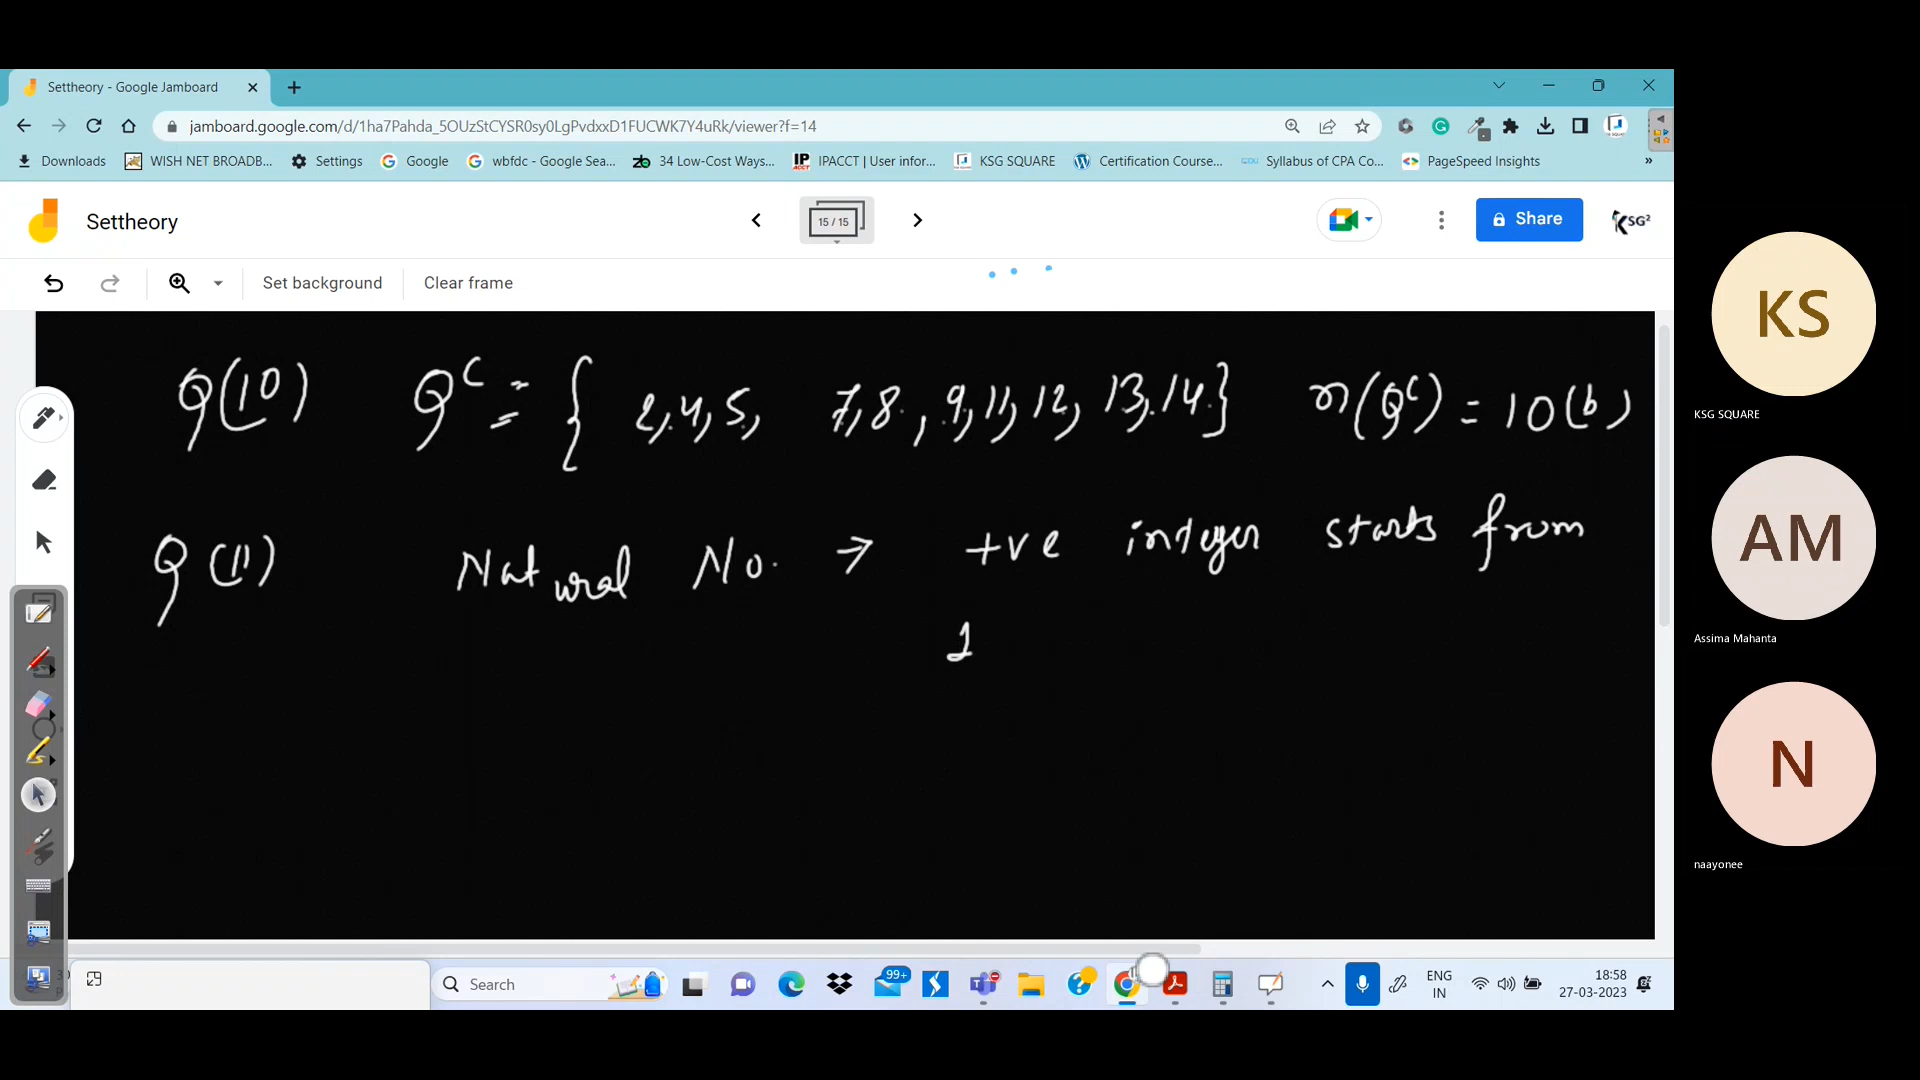 Settheory - Google Jamboard
jamboard.google.com/d/1ha7Pahda_5OUzStCYSR0sy0LgPvdxxD1FUCWK7Y4uRk/viewer?f=14
Downloads WISH NET BROADB... Settings Google wbfdc - Google Sea... 34 Low-Cost Ways... IPACCT | User infor... KSG SQUARE Certification Course... Syllabus of CPA Co... PageSpeed Insights »
Settheory 15 / 15 Share KSG²
Set background Clear frame
Q(10) Q^c = { 2, 4, 5, 7, 8, 9, 11, 12, 13, 14 } n(Q^c) = 10(b)
Q(11) Natural No. → +ve integer starts from
1
KS
KSG SQUARE
AM
Assima Mahanta
N
naayonee
Search 99+ ENG 18:58
IN 27-03-2023